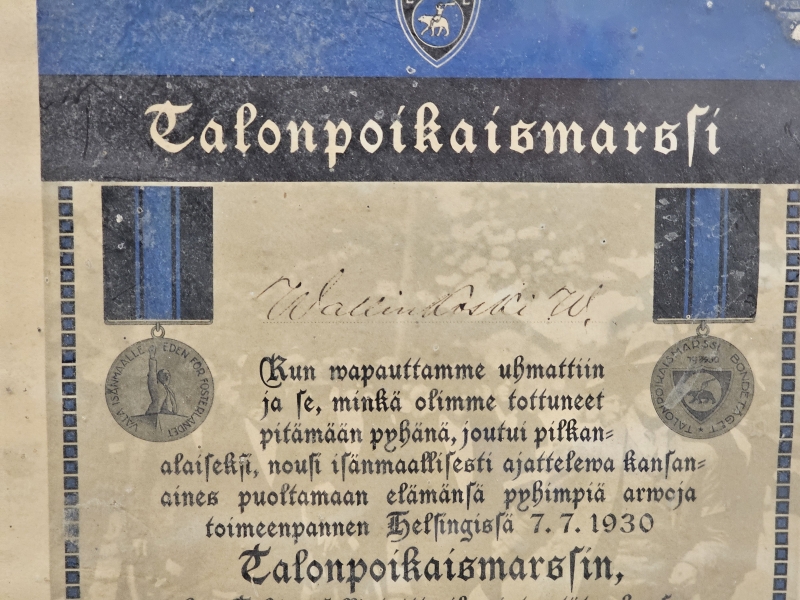 Talonpoikaismarssi
Wallinkoski W.
VALA ISÄNMAALLE EDEN FÖR FOSTERLANDET
TALONPOIKAISMARSSI BONDETÅGET
Kun wapauttamme uhmattiin
ja se, minkä olimme tottuneet
pitämään pyhänä, joutui pilkan=
alaiseksi, nousi isänmaallisesti ajattelewa kansan=
aines puoltamaan elämänsä pyhimpiä arwoja
toimeenpannen Helsingissä 7.7.1930
Talonpoikaismarssin,